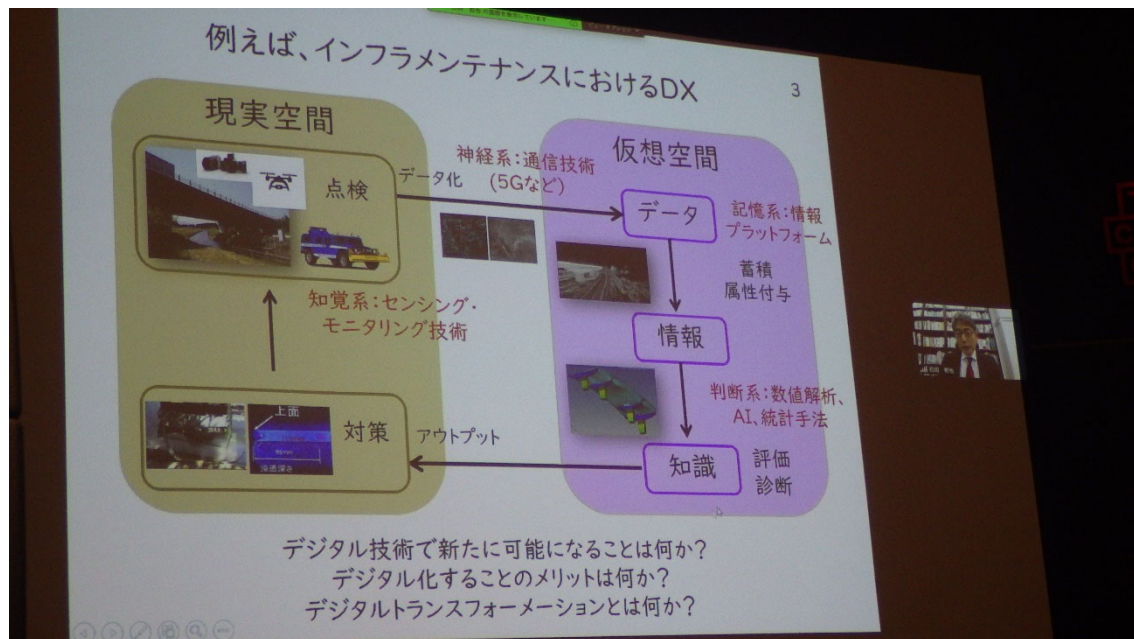 例えば、インフラメンテナンスにおけるDX
3
現実空間
点検
データ化
神経系:通信技術
(5Gなど)
仮想空間
データ
記憶系:情報
プラットフォーム
蓄積
属性付与
知覚系:センシング・
モニタリング技術
情報
判断系:数値解析、
AI、統計手法
上面
浸透深さ
対策
アウトプット
知識
評価
診断
デジタル技術で新たに可能になることは何か?
デジタル化することのメリットは何か?
デジタルトランスフォーメーションとは何か?